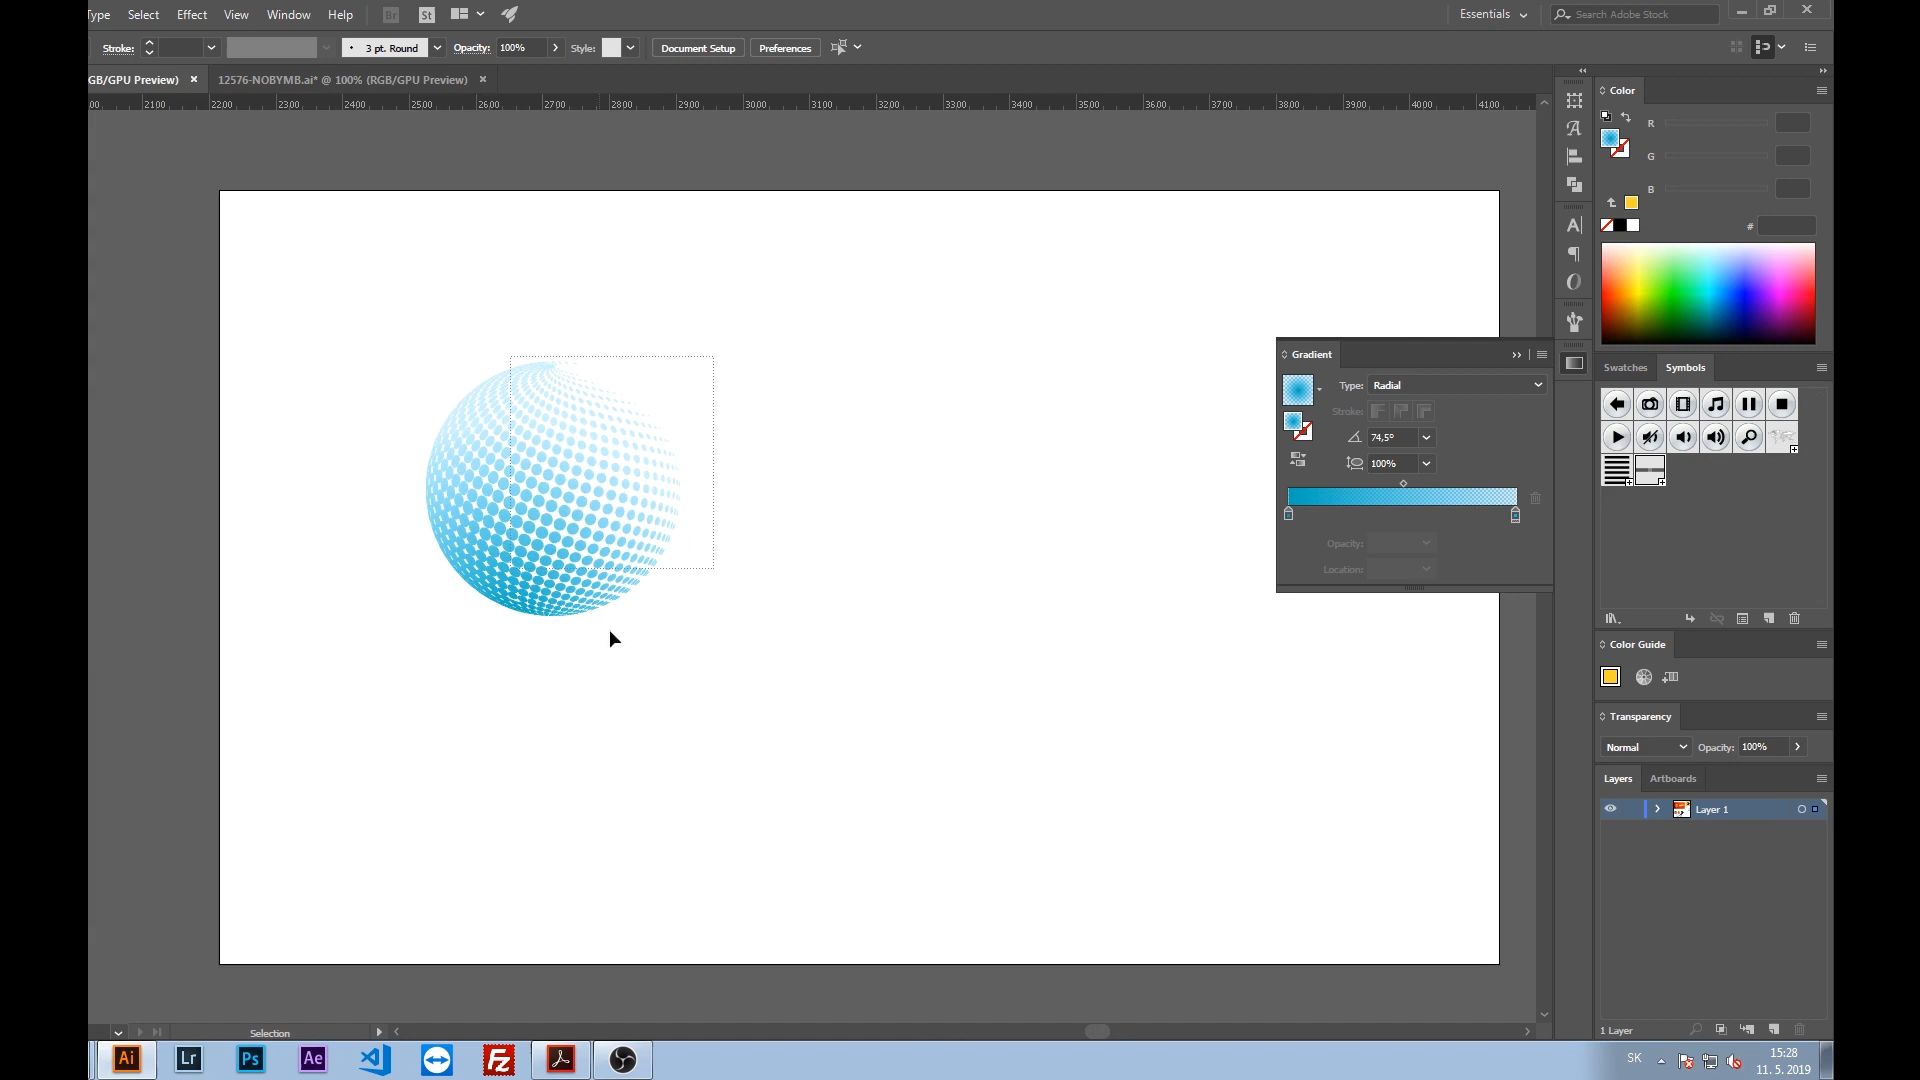 Type Select Effect View Window Help Br St Essentials Search Adobe Stock
Stroke: 3 pt. Round Opacity: 100% Style: Document Setup Preferences
GB/GPU Preview) × 12576-NOBYMB.ai* @ 100% (RGB/GPU Preview) ×
00 2100 2200 2300 2400 2500 2600 2700 2800 2900 3000 3100 3200 3300 3400 3500 3600 3700 3800 3900 4000 4100
Color
R
G
B
#
Gradient
Type: Radial
Stroke:
74,5°
100%
Opacity:
Location:
Swatches Symbols
Color Guide
Transparency
Normal Opacity: 100%
Layers Artboards
Layer 1
1 Layer
Selection
Ai Lr Ps Ae Fz
SK
15:28
11. 5. 2019